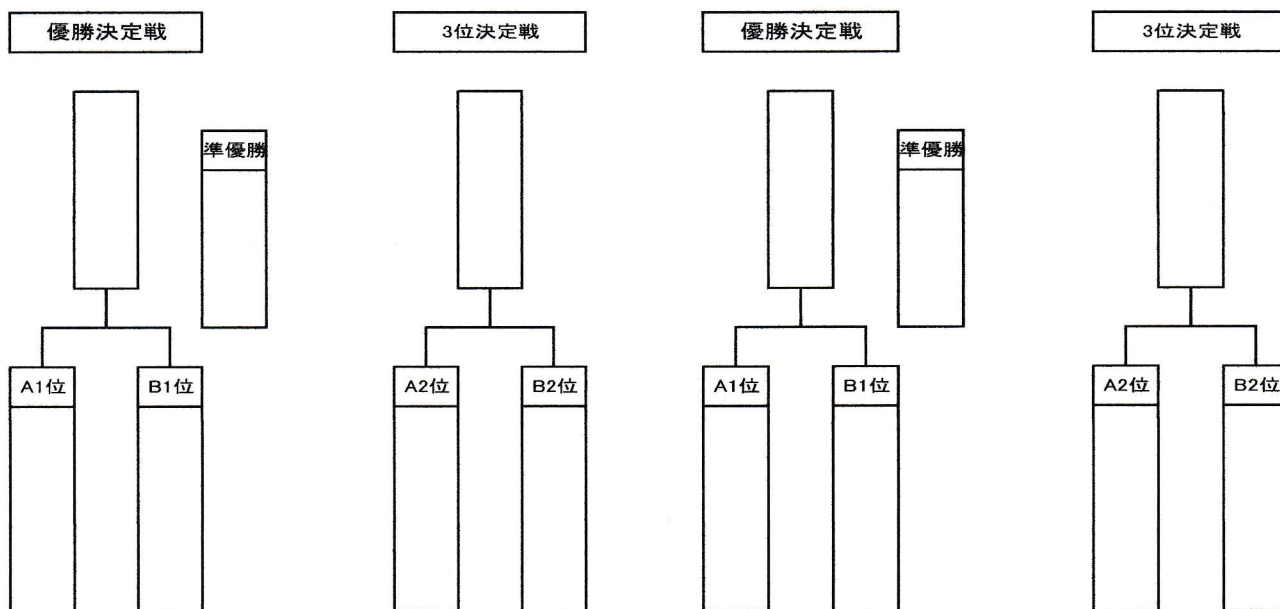 優勝決定戦
3位決定戦
優勝決定戦
3位決定戦
準優勝
準優勝
A1位
B1位
A2位
B2位
A1位
B1位
A2位
B2位